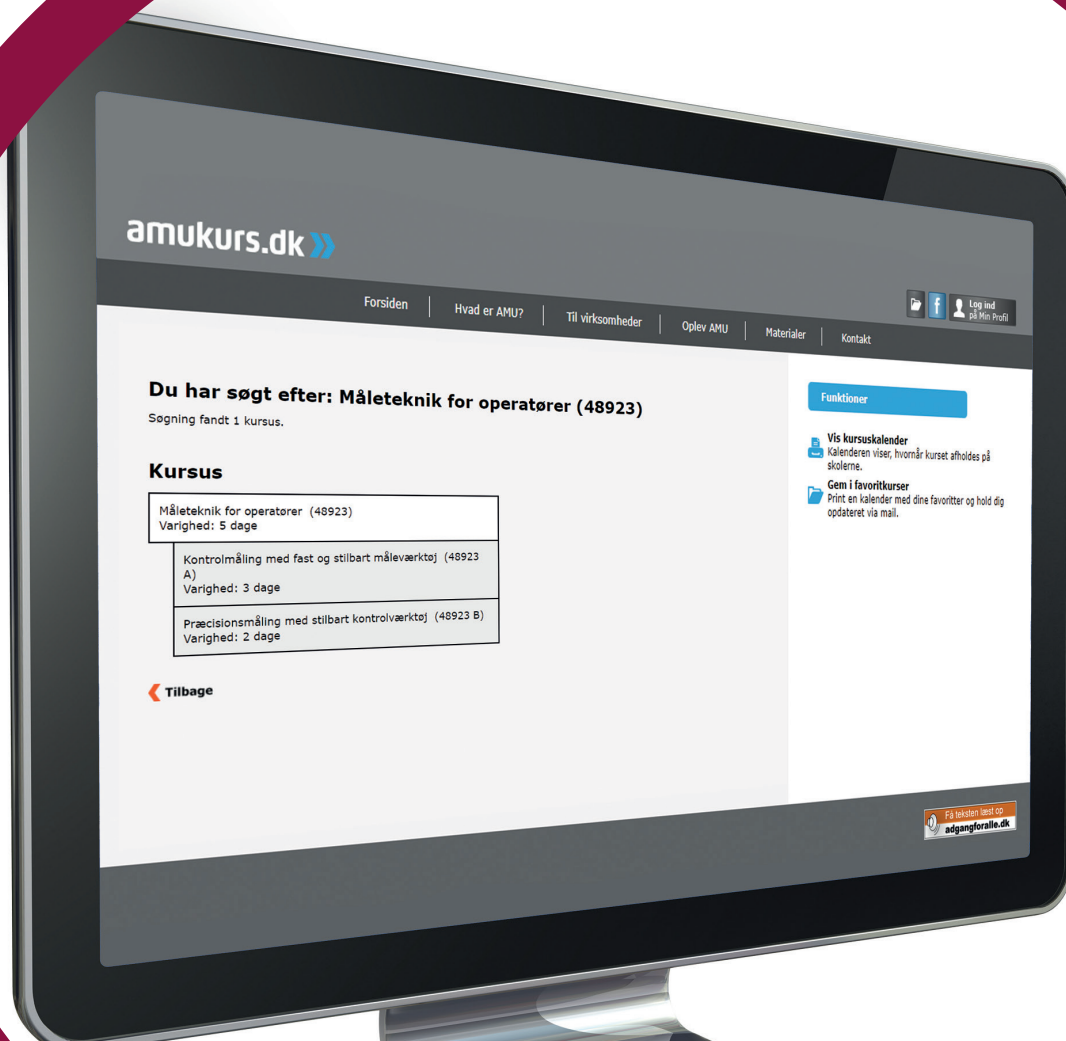 amukurs.dk
Forsiden
Hvad er AMU?
Til virksomheder
Oplev AMU
Materialer
Kontakt
Log ind
på Min Profil
Du har søgt efter: Måleteknik for operatører (48923)
Søgning fandt 1 kursus.
Kursus
Måleteknik for operatører (48923)
Varighed: 5 dage
Kontrolmåling med fast og stilbart måleværktøj (48923
A)
Varighed: 3 dage
Præcisionsmåling med stilbart kontrolværktøj (48923 B)
Varighed: 2 dage
Tilbage
Funktioner
Vis kursuskalender
Kalenderen viser, hvornår kurset afholdes på
skolerne.
Gem i favoritkurser
Print en kalender med dine favoritter og hold dig
opdateret via mail.
Få teksten læst op
adgangforalle.dk